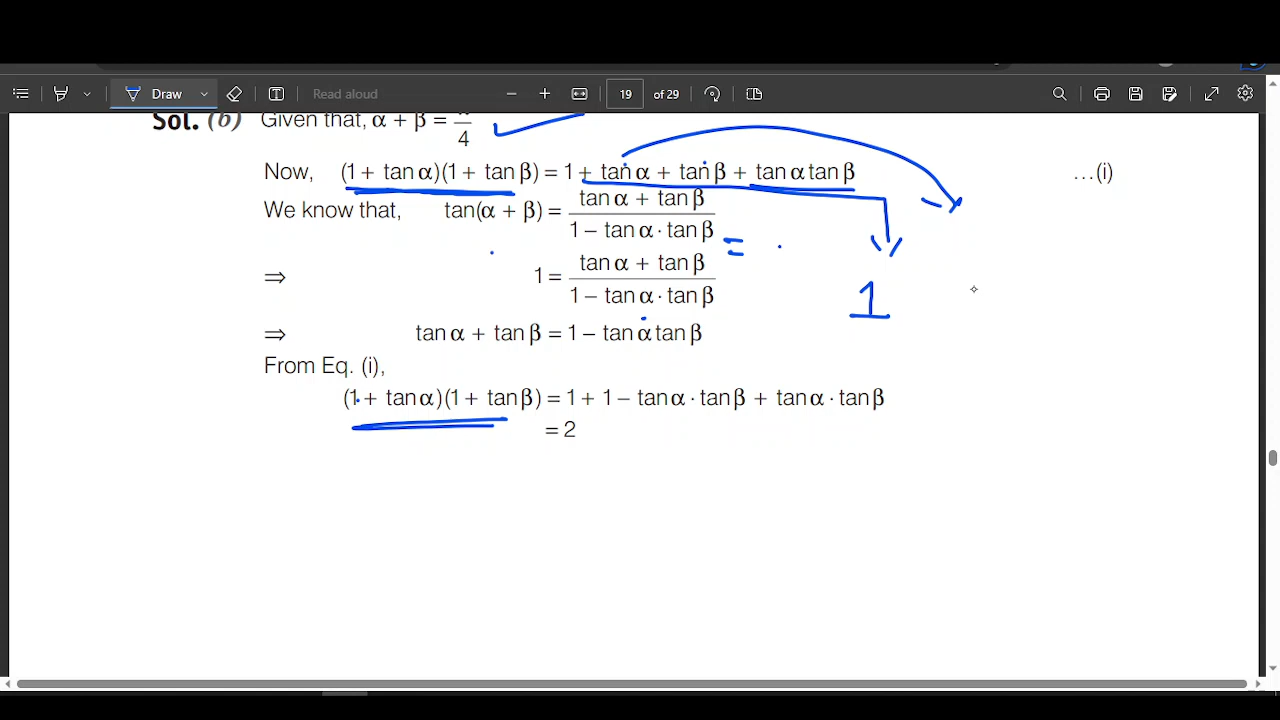 Draw
Read aloud
19 of 29
Sol. (b) Given that, α + β = π/4
Now, (1 + tan α)(1 + tan β) = 1 + tan α + tan β + tan α tan β …(i)
We know that, tan(α + β) = (tan α + tan β)/(1 – tan α · tan β)
=
⇒ 1 = (tan α + tan β)/(1 – tan α · tan β)
1
⇒ tan α + tan β = 1 – tan α tan β
From Eq. (i),
(1 + tan α)(1 + tan β) = 1 + 1 – tan α · tan β + tan α · tan β
= 2